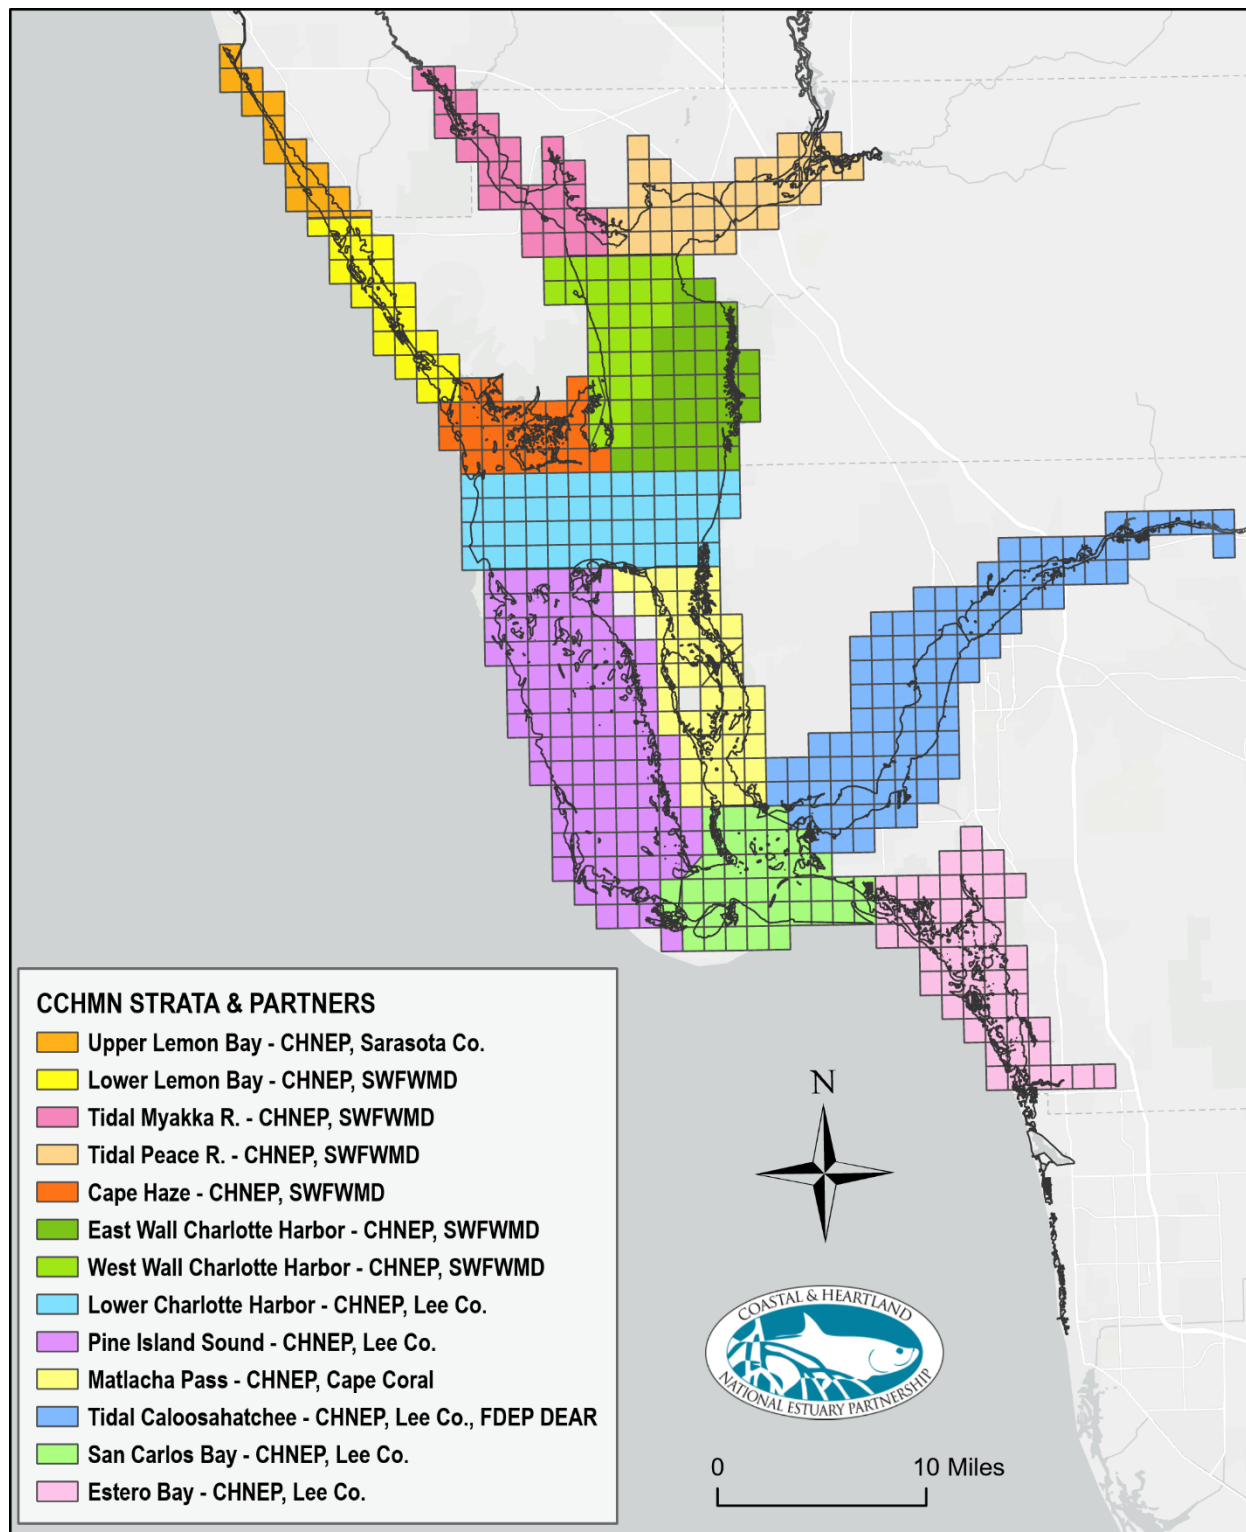 CCHMN STRATA & PARTNERS
Upper Lemon Bay - CHNEP, Sarasota Co.
Lower Lemon Bay - CHNEP, SWFWMD
Tidal Myakka R. - CHNEP, SWFWMD
Tidal Peace R. - CHNEP, SWFWMD
Cape Haze - CHNEP, SWFWMD
East Wall Charlotte Harbor - CHNEP, SWFWMD
West Wall Charlotte Harbor - CHNEP, SWFWMD
Lower Charlotte Harbor - CHNEP, Lee Co.
Pine Island Sound - CHNEP, Lee Co.
Matlacha Pass - CHNEP, Cape Coral
Tidal Caloosahatchee - CHNEP, Lee Co., FDEP DEAR
San Carlos Bay - CHNEP, Lee Co.
Estero Bay - CHNEP, Lee Co.
N
COASTAL & HEARTLAND
NATIONAL ESTUARY PARTNERSHIP
0 10 Miles